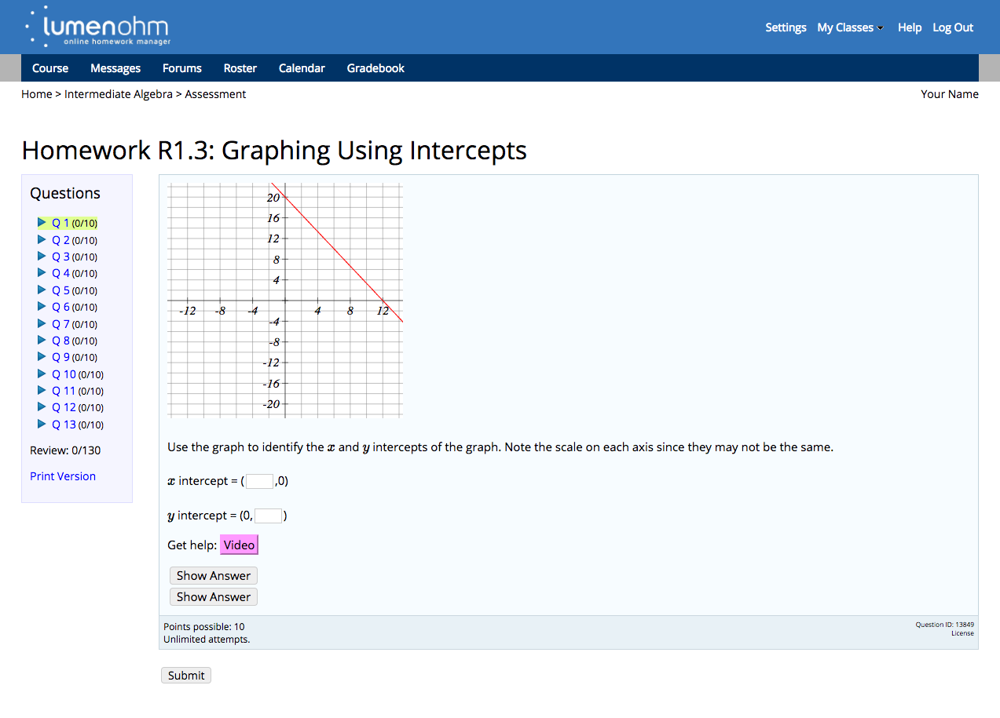 lumenohm
online homework manager
Settings My Classes Help Log Out
Course Messages Forums Roster Calendar Gradebook
Home > Intermediate Algebra > Assessment
Your Name
Homework R1.3: Graphing Using Intercepts
Questions
Q 1 (0/10)
Q 2 (0/10)
Q 3 (0/10)
Q 4 (0/10)
Q 5 (0/10)
Q 6 (0/10)
Q 7 (0/10)
Q 8 (0/10)
Q 9 (0/10)
Q 10 (0/10)
Q 11 (0/10)
Q 12 (0/10)
Q 13 (0/10)
Review: 0/130
Print Version
20
16
12
8
4
-12 -8 -4 4 8 12
-4
-8
-12
-16
-20
Use the graph to identify the x and y intercepts of the graph. Note the scale on each axis since they may not be the same.
x intercept = ( ,0)
y intercept = (0, )
Get help: Video
Show Answer
Show Answer
Points possible: 10
Unlimited attempts.
Question ID: 13849
License
Submit